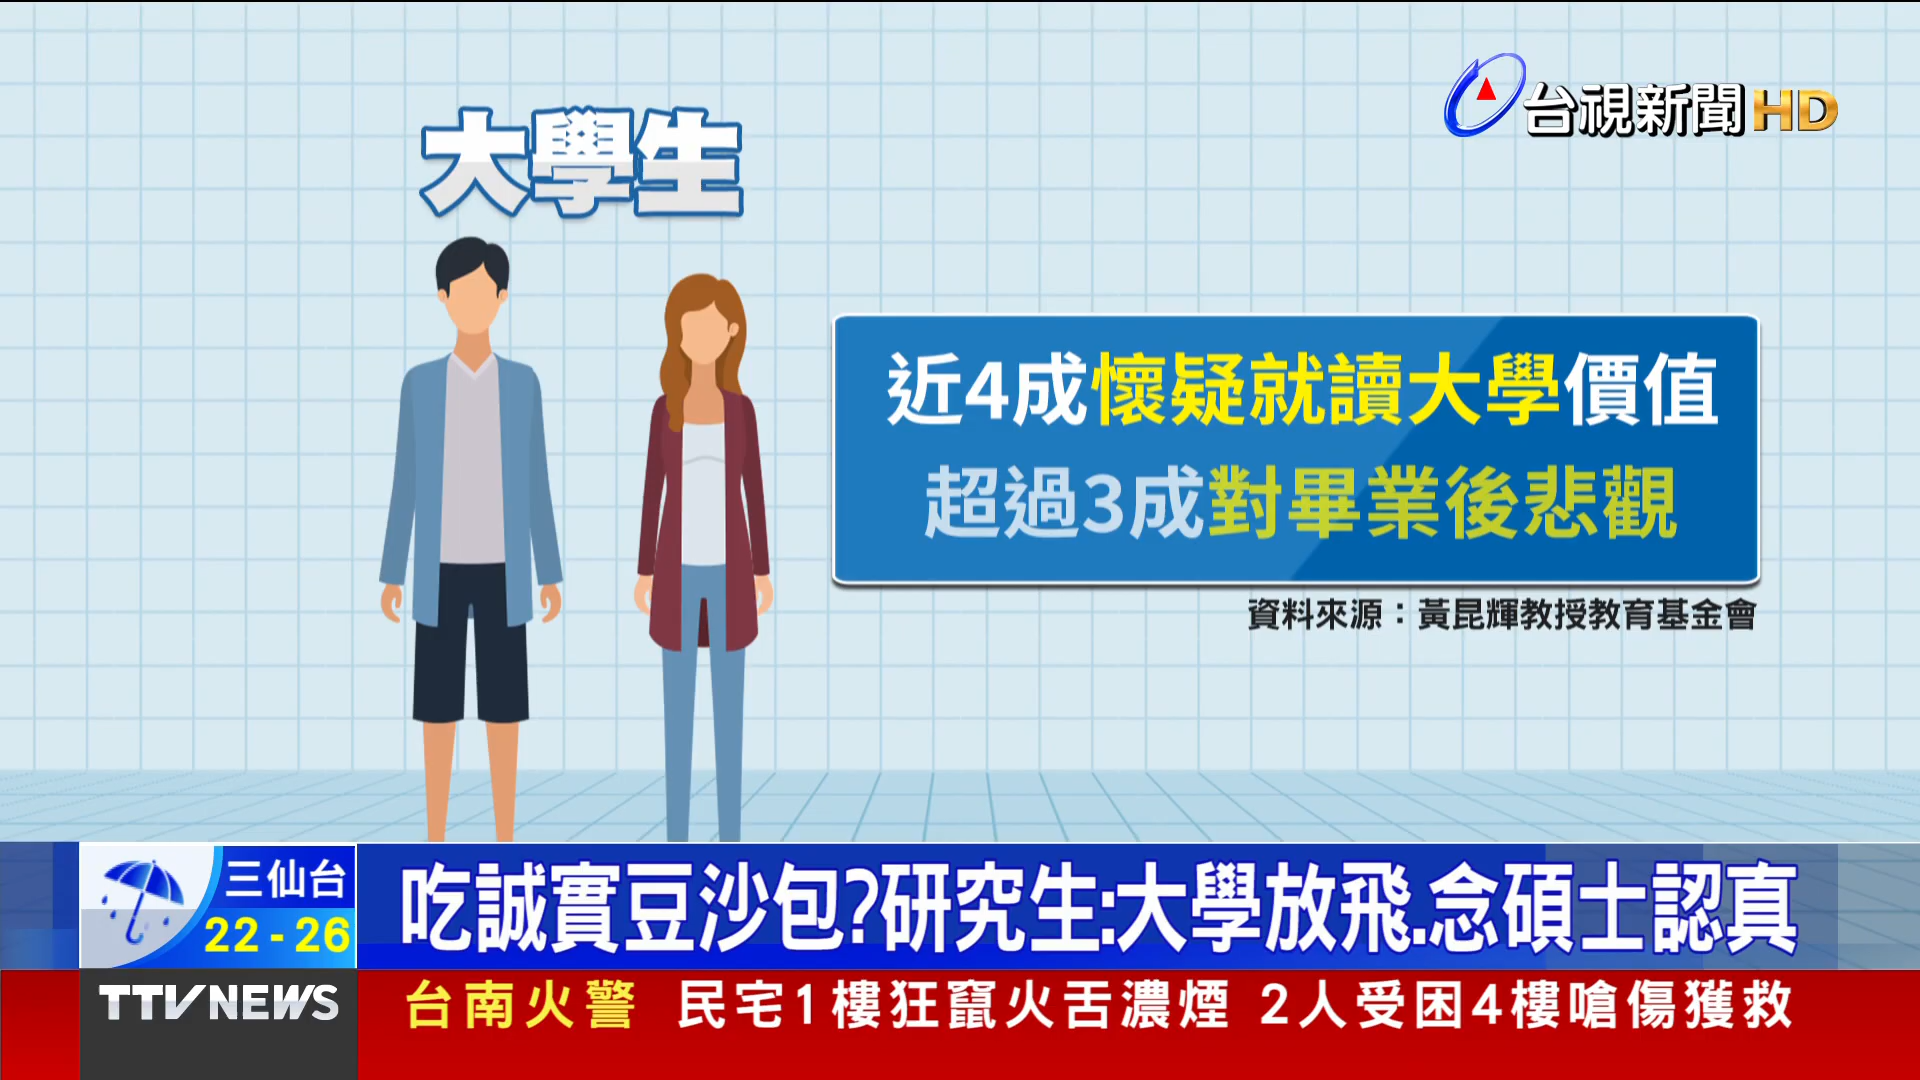 台視新聞HD
大學生
近4成懷疑就讀大學價值
超過3成對畢業後悲觀
資料來源：黃昆輝教授教育基金會
三仙台
22-26
吃誠實豆沙包?研究生:大學放飛.念碩士認真
TTV NEWS
台南火警 民宅1樓狂竄火舌濃煙 2人受困4樓嗆傷獲救